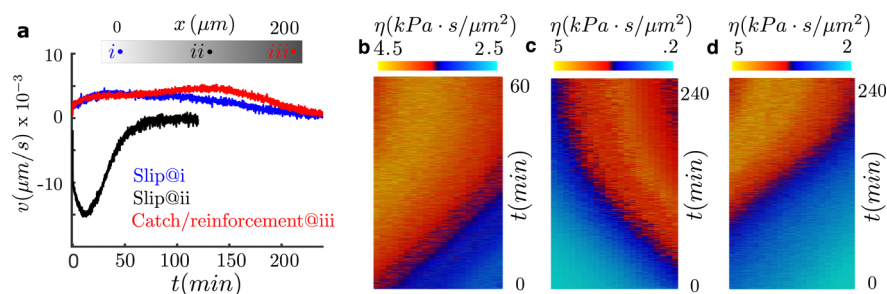 a
0 x (μm) 200
i ii iii
10
0
-10
v(μm/s) x 10⁻³
Slip@i
Slip@ii
Catch/reinforcement@iii
0 50 100 150 200
t(min)
b
η(kPa · s/μm²)
4.5 2.5
60
t(min)
0
c
η(kPa · s/μm²)
5 .2
240
t(min)
0
d
η(kPa · s/μm²)
5 2
240
t(min)
0